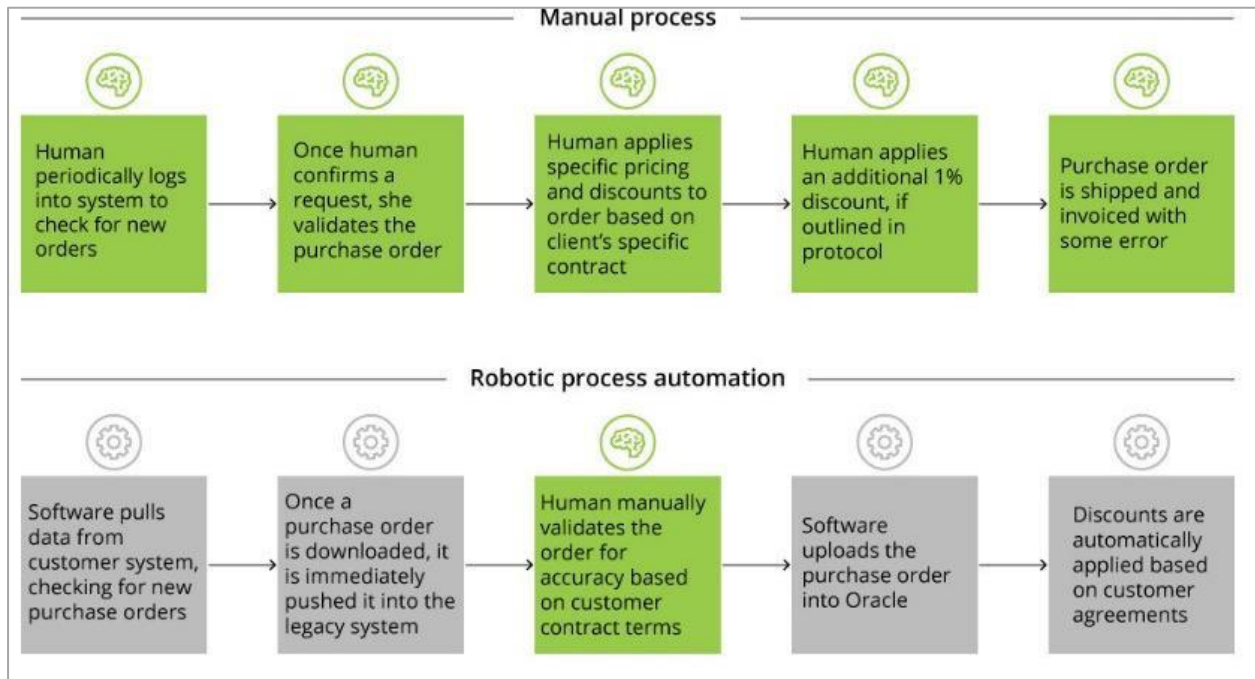 Manual process
Human
periodically logs
into system to
check for new
orders
Once human
confirms a
request, she
validates the
purchase order
Human applies
specific pricing
and discounts to
order based on
client's specific
contract
Human applies
an additional 1%
discount, if
outlined in
protocol
Purchase order
is shipped and
invoiced with
some error
Robotic process automation
Software pulls
data from
customer system,
checking for new
purchase orders
Once a
purchase order
is downloaded, it
is immediately
pushed it into the
legacy system
Human manually
validates the
order for
accuracy based
on customer
contract terms
Software
uploads the
purchase order
into Oracle
Discounts are
automatically
applied based
on customer
agreements